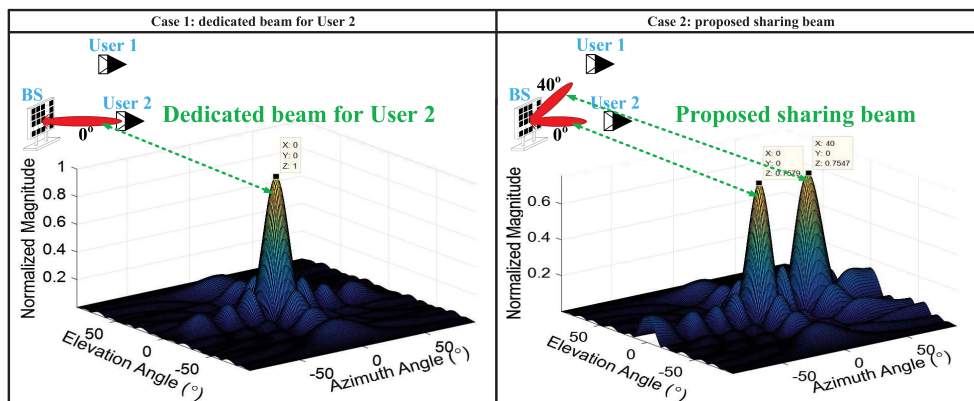 Case 1: dedicated beam for User 2
User 1
BS
User 2
0°
Dedicated beam for User 2
X: 0
Y: 0
Z: 1
Normalized Magnitude
1
0.8
0.6
0.4
0.2
50
0
-50
Elevation Angle (°)
-50
0
50
Azimuth Angle (°)
Case 2: proposed sharing beam
User 1
BS
40°
User 2
0°
Proposed sharing beam
X: 0
Y: 0
Z: 0.7579
X: 40
Y: 0
Z: 0.7547
Normalized Magnitude
0.6
0.4
0.2
50
0
-50
Elevation Angle (°)
-50
0
50
Azimuth Angle (°)